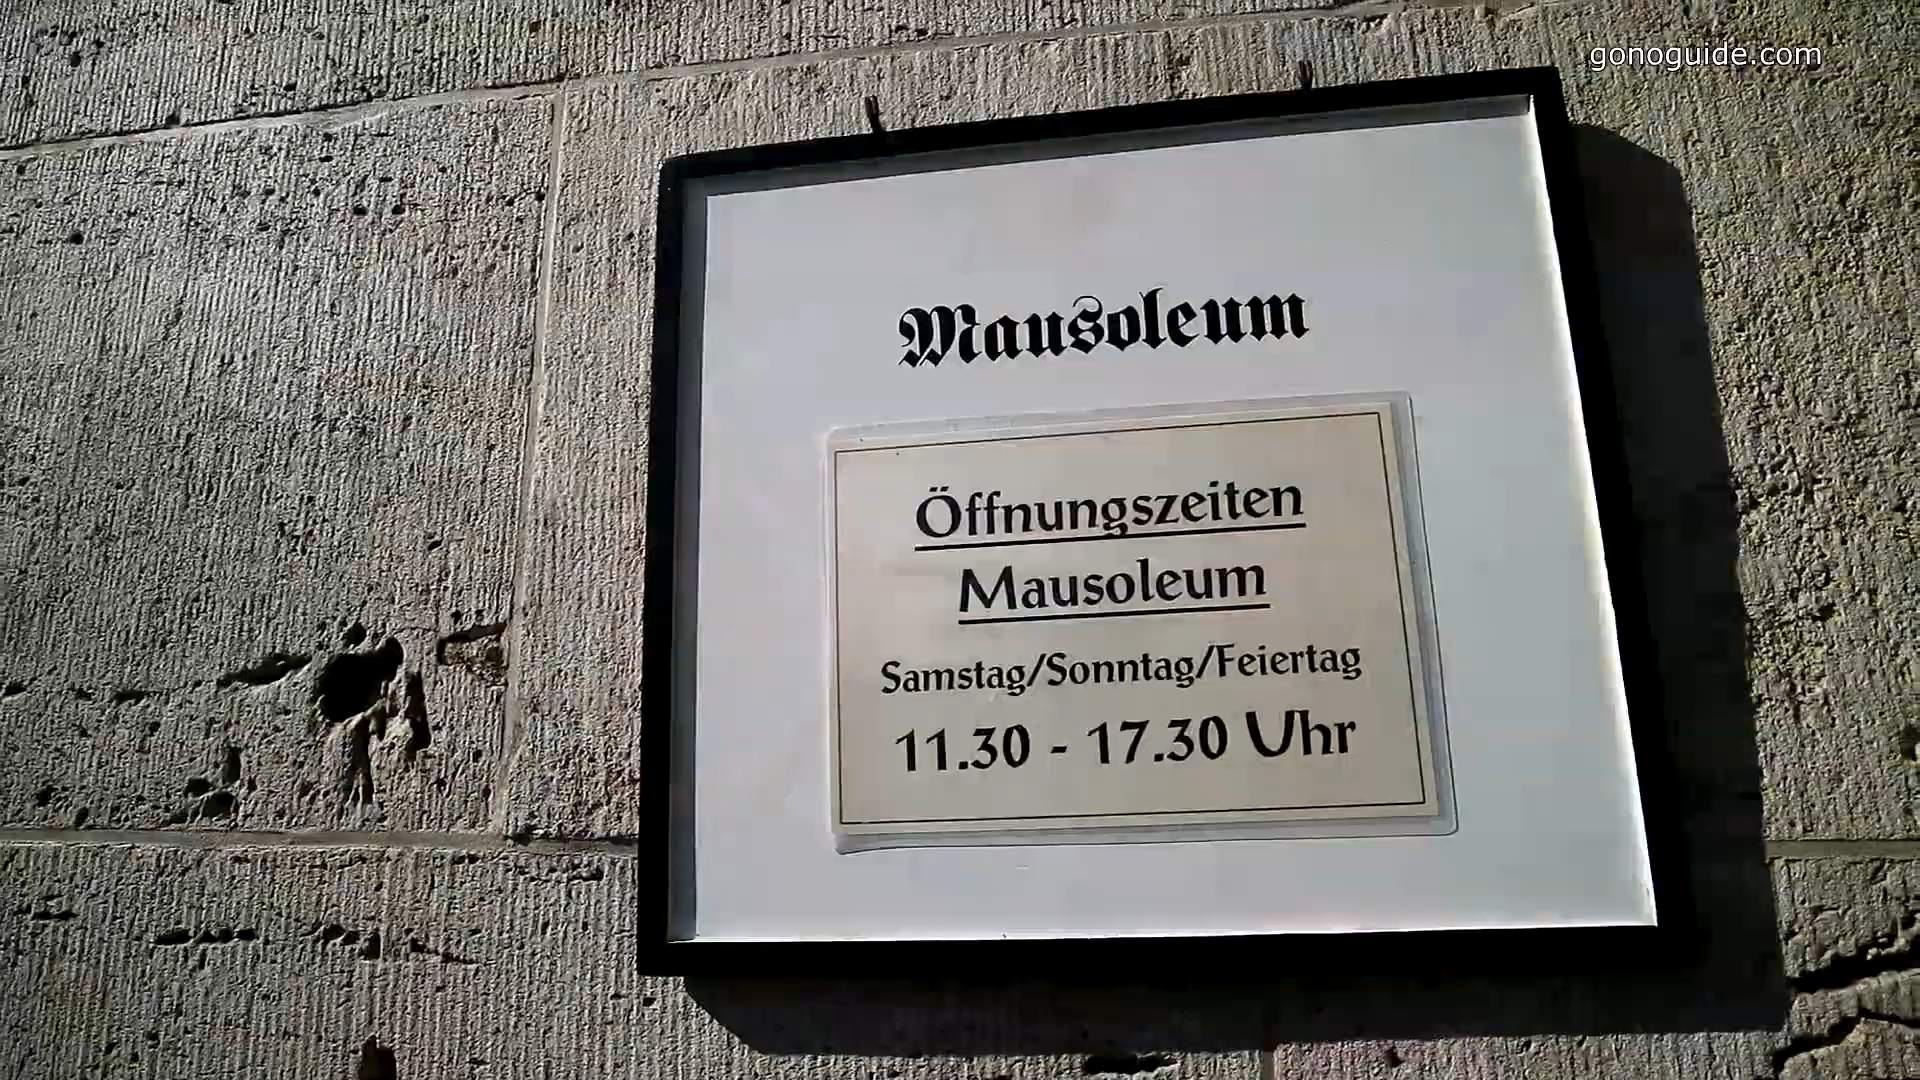 gonoguide.com
Mausoleum
Öffnungszeiten
Mausoleum
Samstag/Sonntag/Feiertag
11.30 - 17.30 Uhr